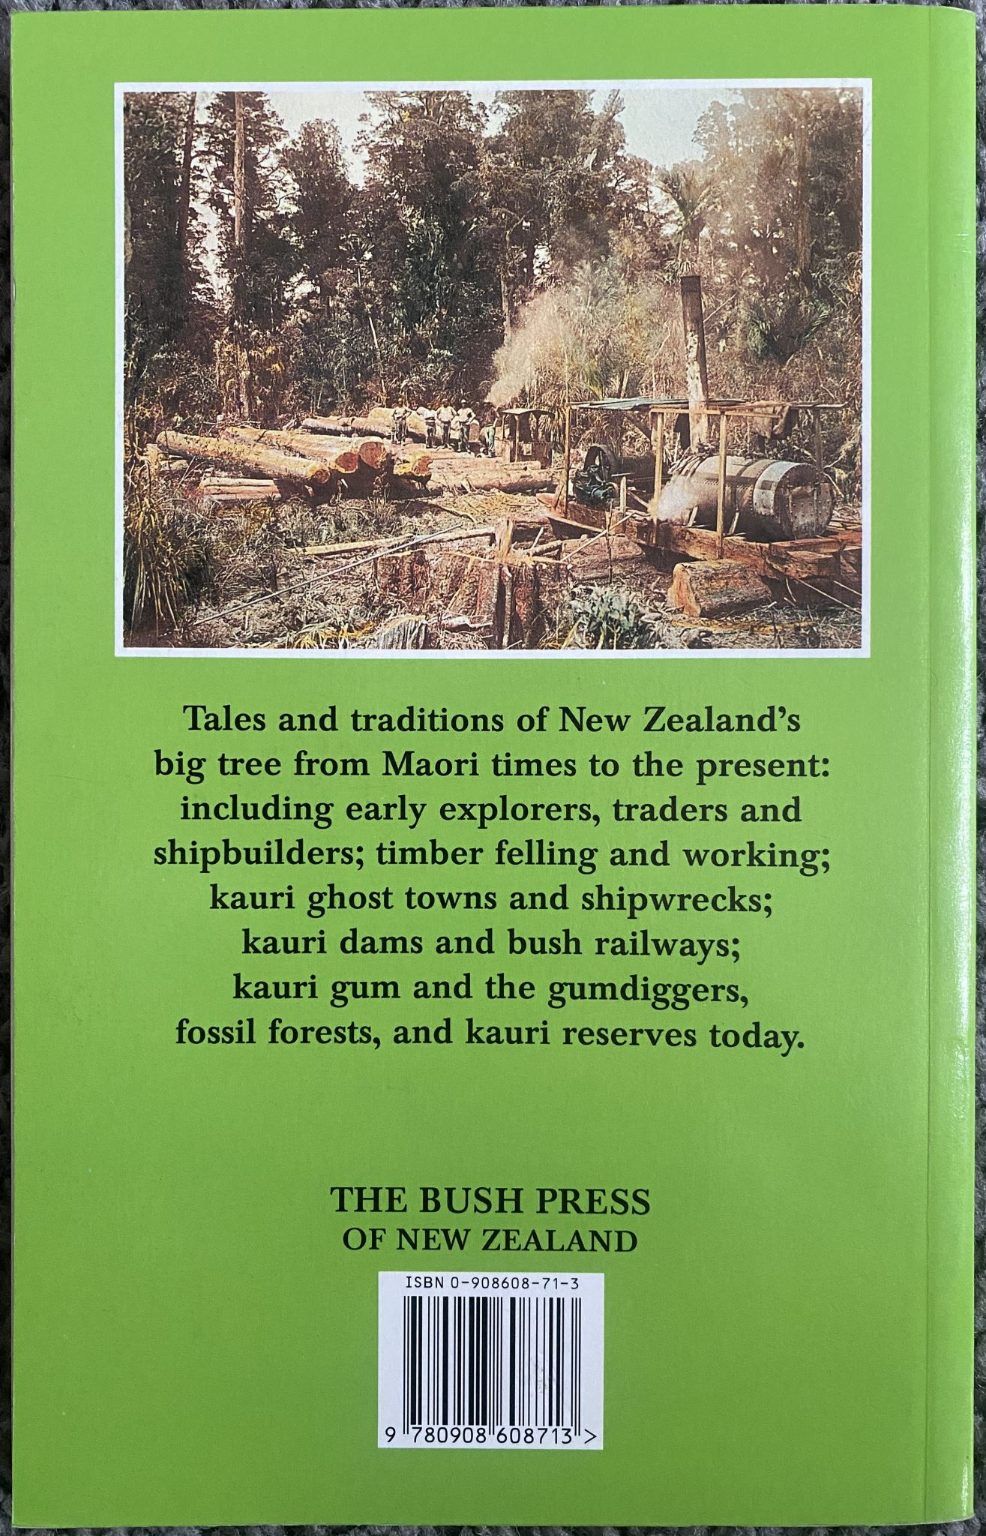 Tales and traditions of New Zealand's
big tree from Maori times to the present:
including early explorers, traders and
shipbuilders; timber felling and working;
kauri ghost towns and shipwrecks;
kauri dams and bush railways;
kauri gum and the gumdiggers,
fossil forests, and kauri reserves today.
THE BUSH PRESS
OF NEW ZEALAND
ISBN 0-908608-71-3
9 780908 608713 >